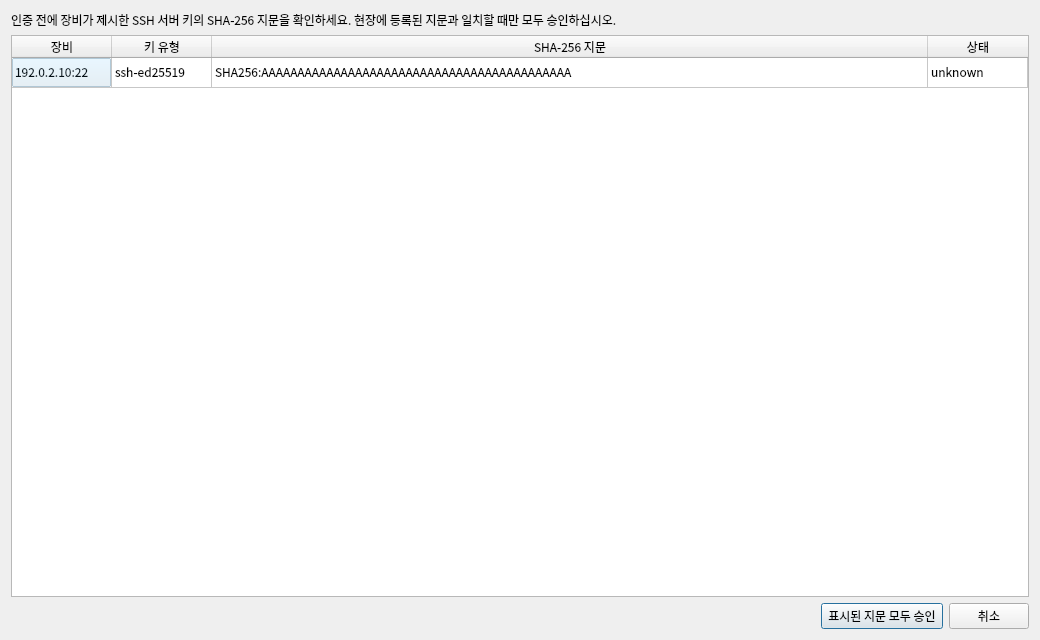 인증 전에 장비가 제시한 SSH 서버 키의 SHA-256 지문을 확인하세요. 현장에 등록된 지문과 일치할 때만 모두 승인하십시오.
장비 키 유형 SHA-256 지문 상태
192.0.2.10:22 ssh-ed25519 SHA256:AAAAAAAAAAAAAAAAAAAAAAAAAAAAAAAAAAAAAAAAAAA unknown
표시된 지문 모두 승인 취소